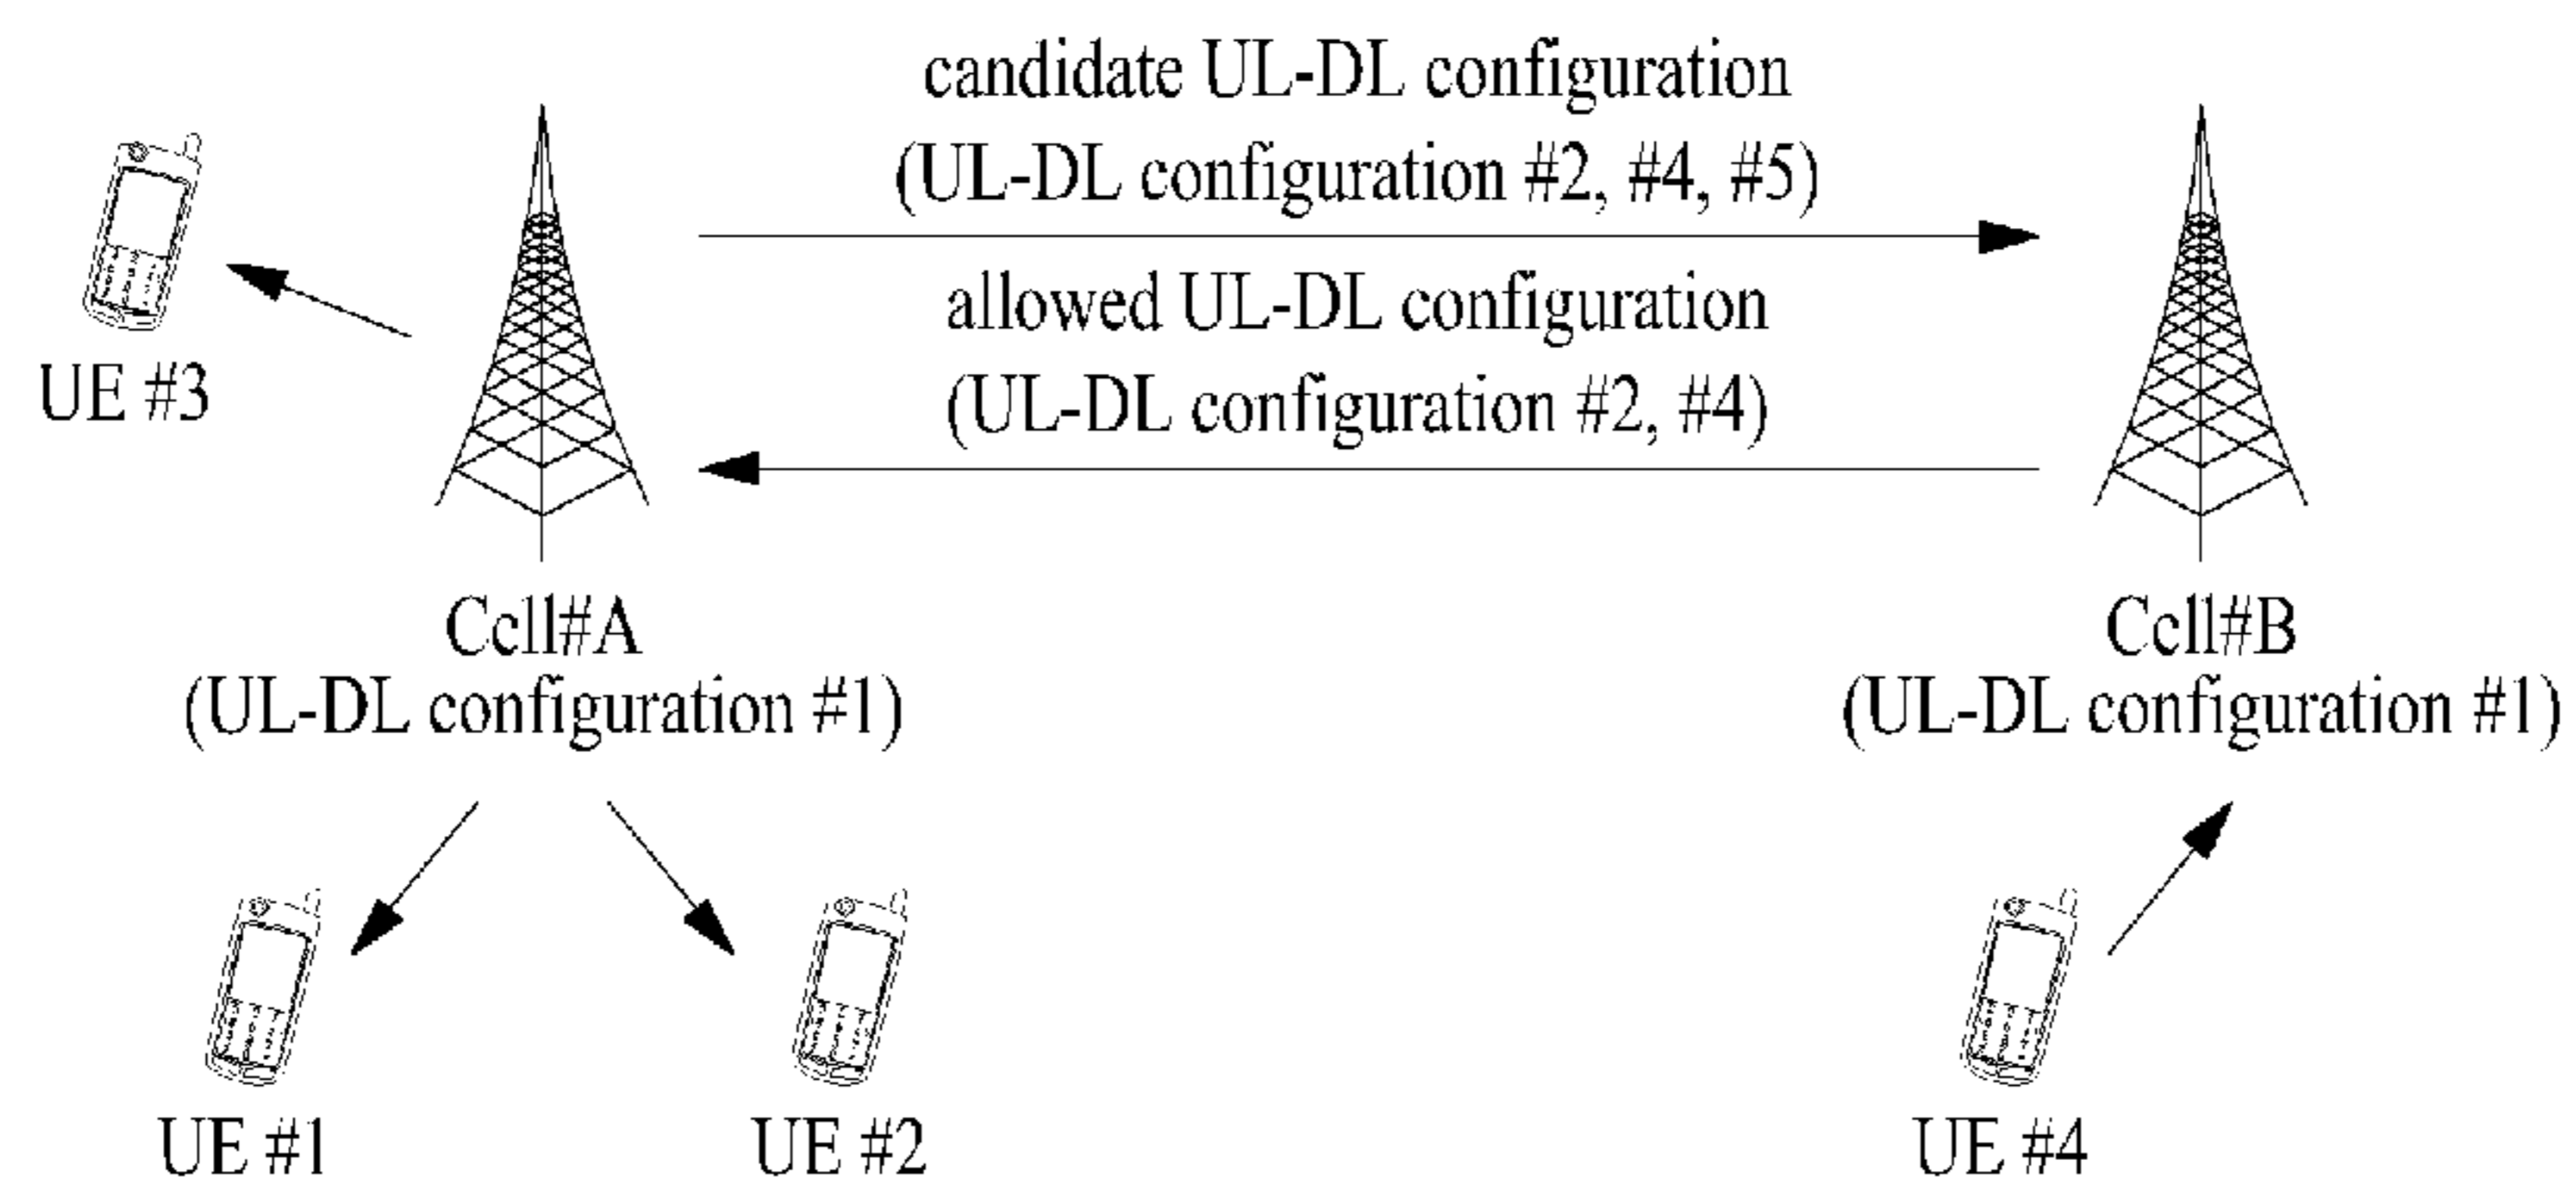 candidate UL-DL configuration
(UL-DL configuration #2, #4, #5)
allowed UL-DL configuration
(UL-DL configuration #2, #4)
UE #3
Cell#A
(UL-DL configuration #1)
Cell#B
(UL-DL configuration #1)
UE #1
UE #2
UE #4